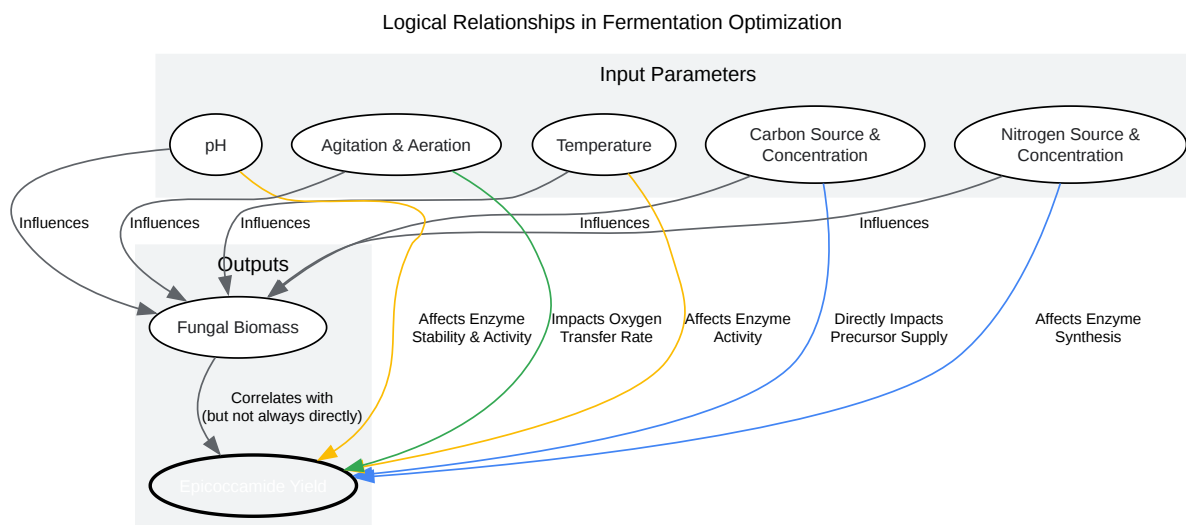 Logical Relationships in Fermentation Optimization
Input Parameters
pH
Agitation & Aeration
Temperature
Carbon Source &
Concentration
Nitrogen Source &
Concentration
Influences
Influences
Influences
Influences
Influences
Outputs
Fungal Biomass
Affects Enzyme
Stability & Activity
Impacts Oxygen
Transfer Rate
Affects Enzyme
Activity
Directly Impacts
Precursor Supply
Affects Enzyme
Synthesis
Correlates with
(but not always directly)
Epicoccamide Yield